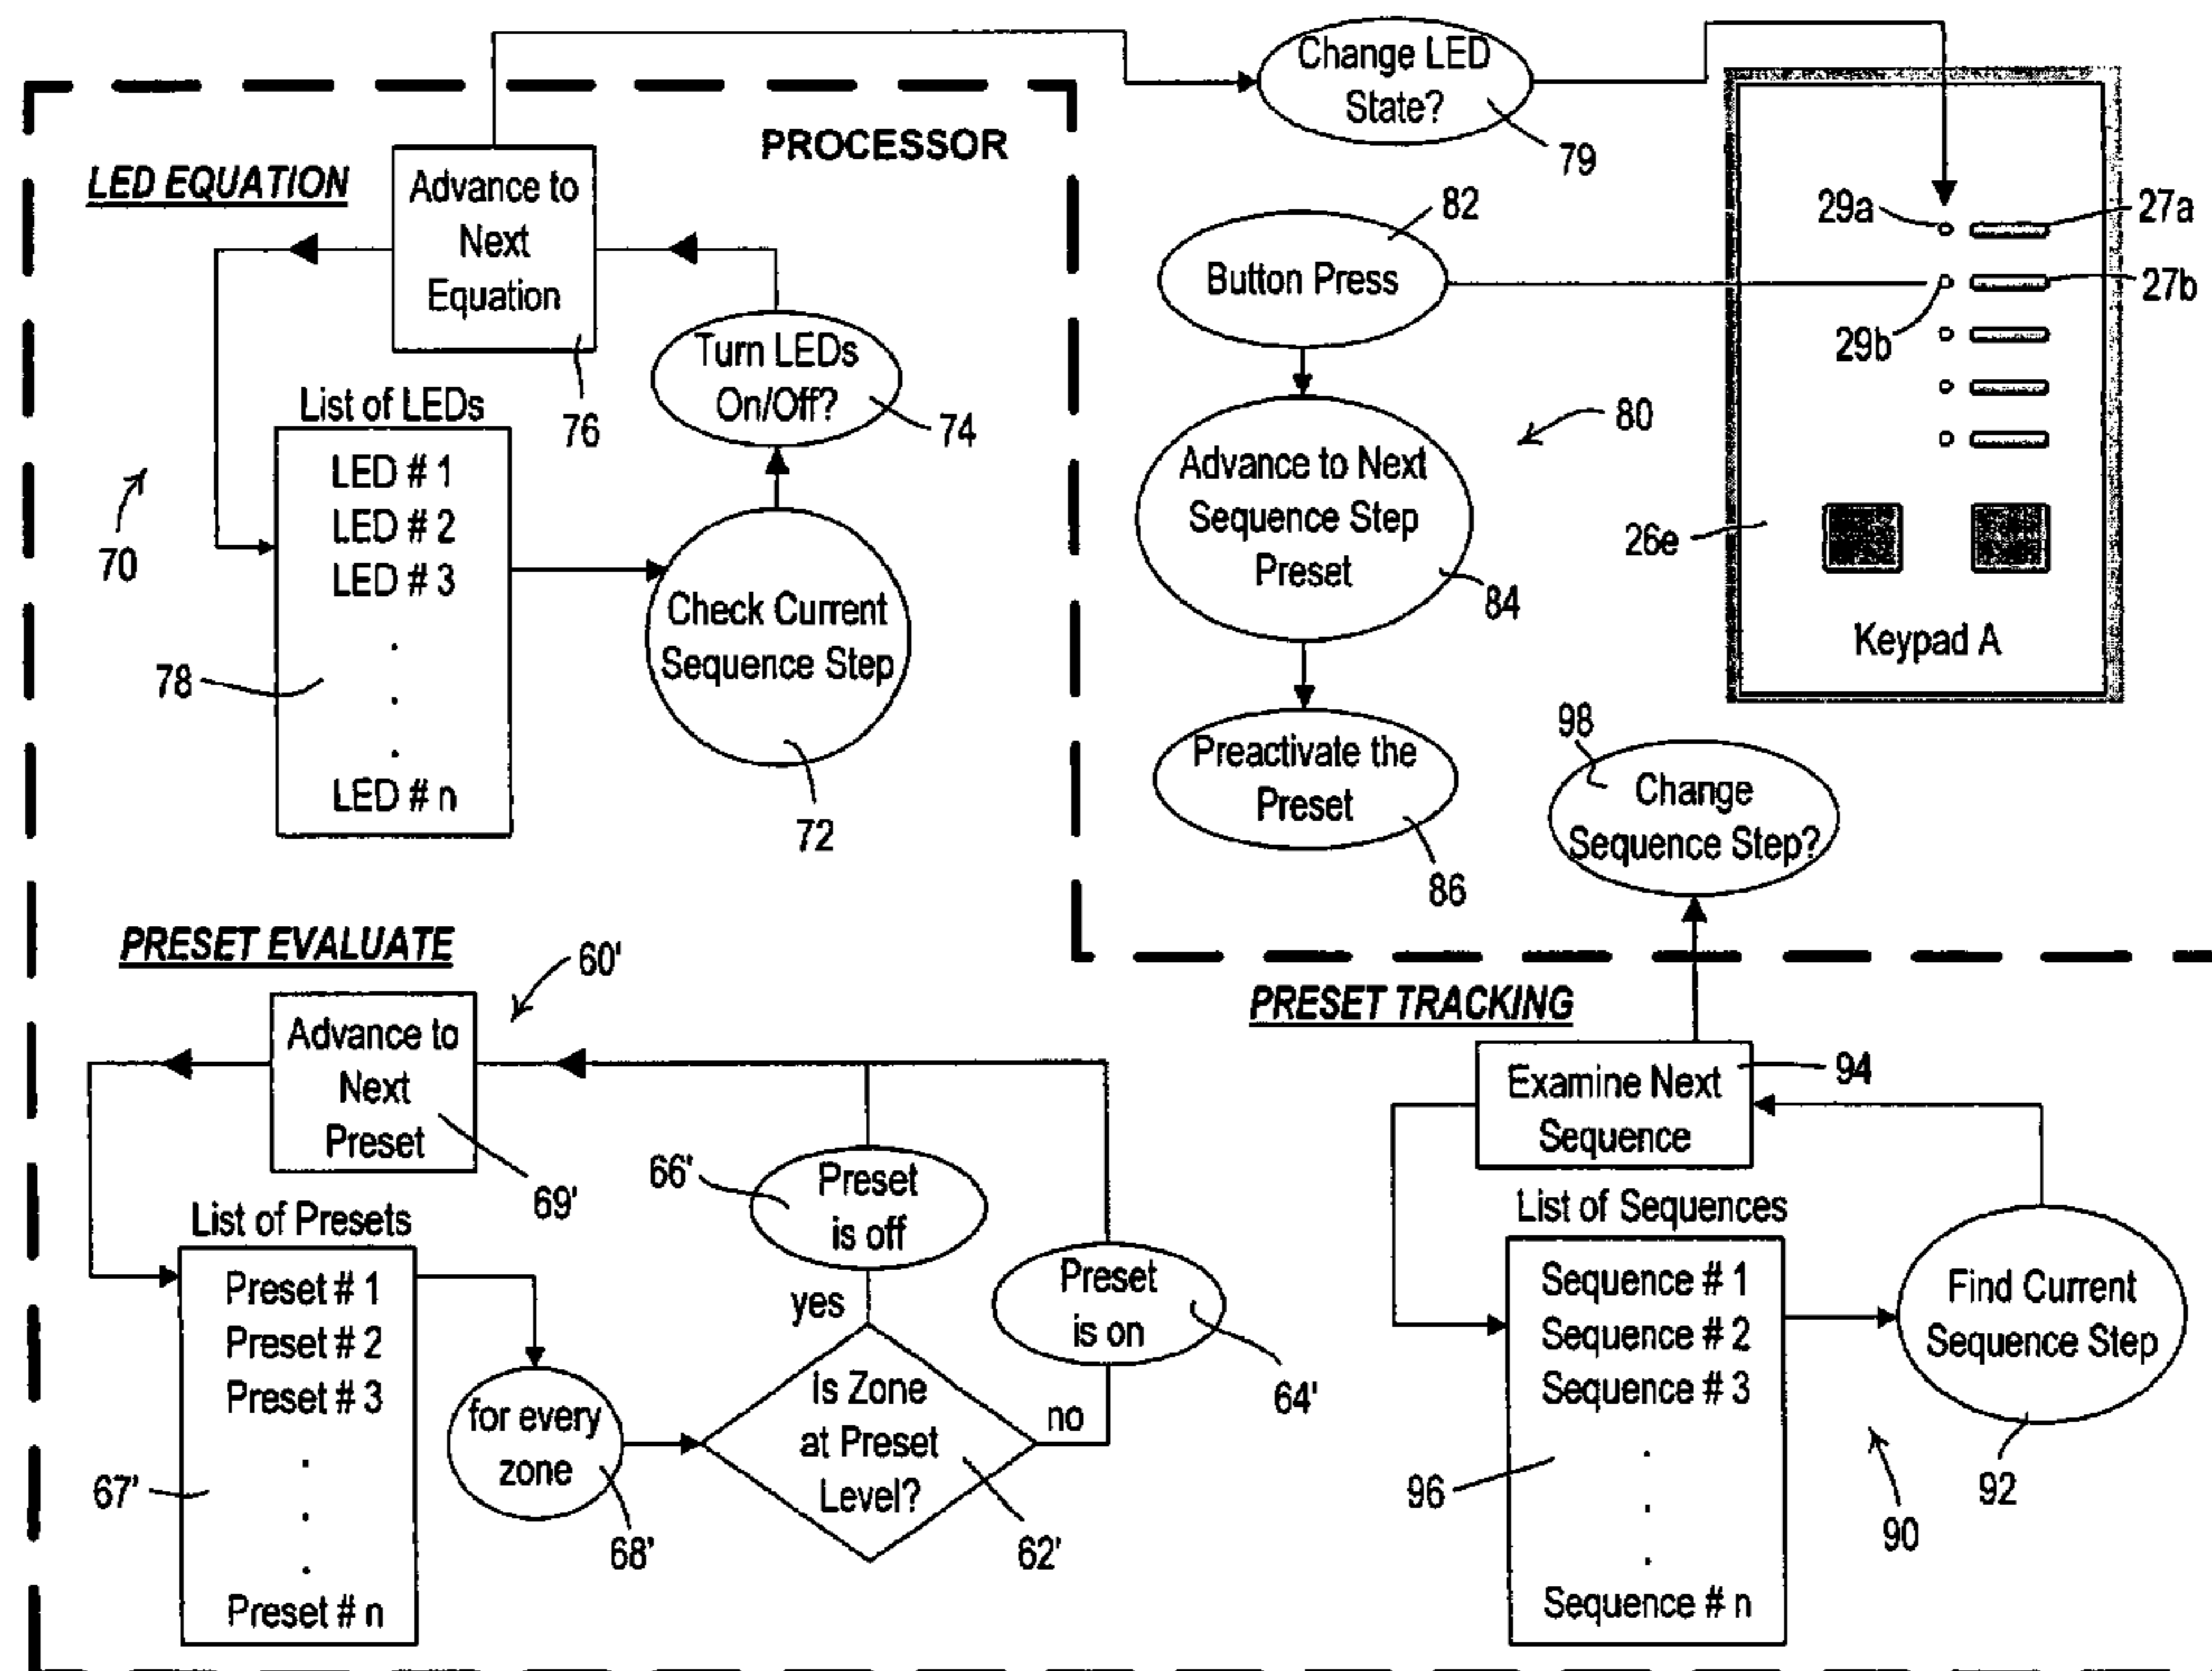 Change LED
State?
79
PROCESSOR
LED EQUATION
Advance to
Next
Equation
76
Turn LEDs
On/Off?
74
List of LEDs
LED # 1
LED # 2
LED # 3
.
.
.
LED # n
78
70
Check Current
Sequence Step
72
82
Button Press
80
Advance to Next
Sequence Step
Preset
84
Preactivate the
Preset
86
29a
27a
27b
29b
26e
Keypad A
98
Change
Sequence Step?
PRESET EVALUATE
60'
Advance to
Next
Preset
69'
List of Presets
Preset # 1
Preset # 2
Preset # 3
.
.
.
Preset # n
67'
for every
zone
68'
66'
Preset
is off
yes
Is Zone
at Preset
Level?
62'
no
Preset
is on
64'
PRESET TRACKING
Examine Next
Sequence
94
List of Sequences
Sequence # 1
Sequence # 2
Sequence # 3
.
.
.
Sequence # n
96
Find Current
Sequence Step
92
90